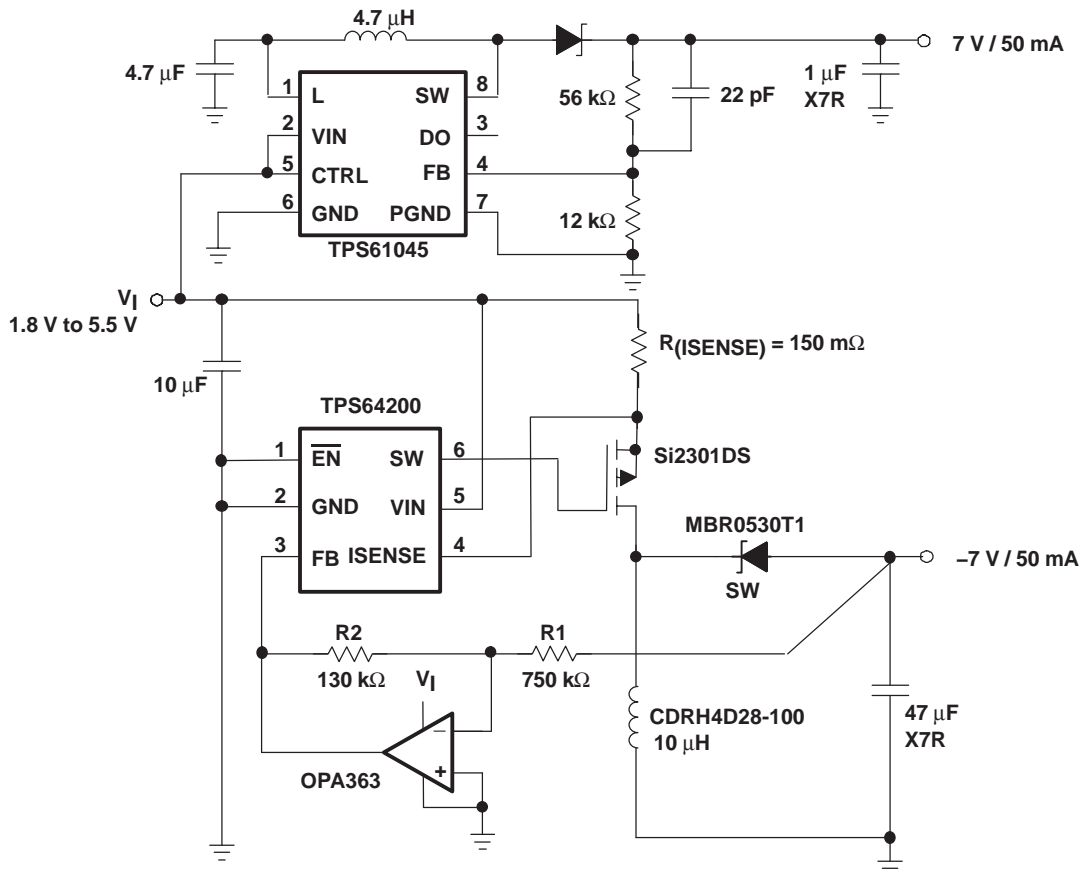 4.7 μH
7 V / 50 mA
4.7 μF
1 L
SW 8
2 VIN
DO 3
5 CTRL
FB 4
6 GND
PGND 7
TPS61045
56 kΩ
22 pF
1 μF
X7R
12 kΩ
VI
1.8 V to 5.5 V
R(ISENSE) = 150 mΩ
10 μF
TPS64200
1 E̅N̅
SW 6
2 GND
VIN 5
3 FB
ISENSE 4
Si2301DS
MBR0530T1
SW
–7 V / 50 mA
R2
130 kΩ
R1
750 kΩ
VI
–
+
OPA363
CDRH4D28-100
10 μH
47 μF
X7R